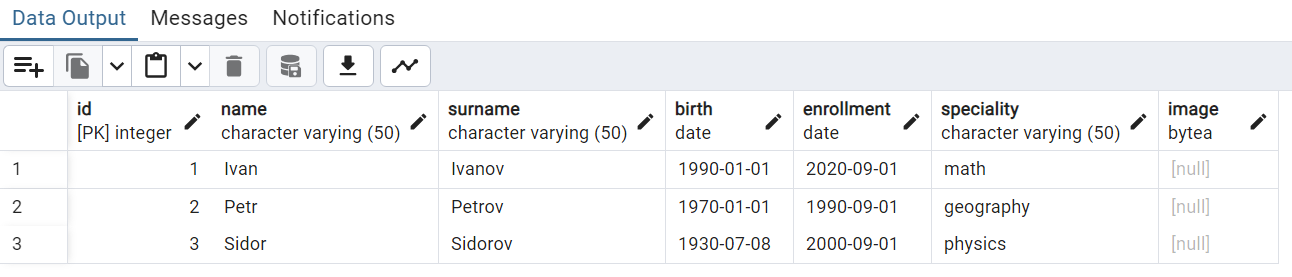 Data Output Messages Notifications
id name surname birth enrollment speciality image
[PK] integer character varying (50) character varying (50) date date character varying (50) bytea
1 1 Ivan Ivanov 1990-01-01 2020-09-01 math [null]
2 2 Petr Petrov 1970-01-01 1990-09-01 geography [null]
3 3 Sidor Sidorov 1930-07-08 2000-09-01 physics [null]